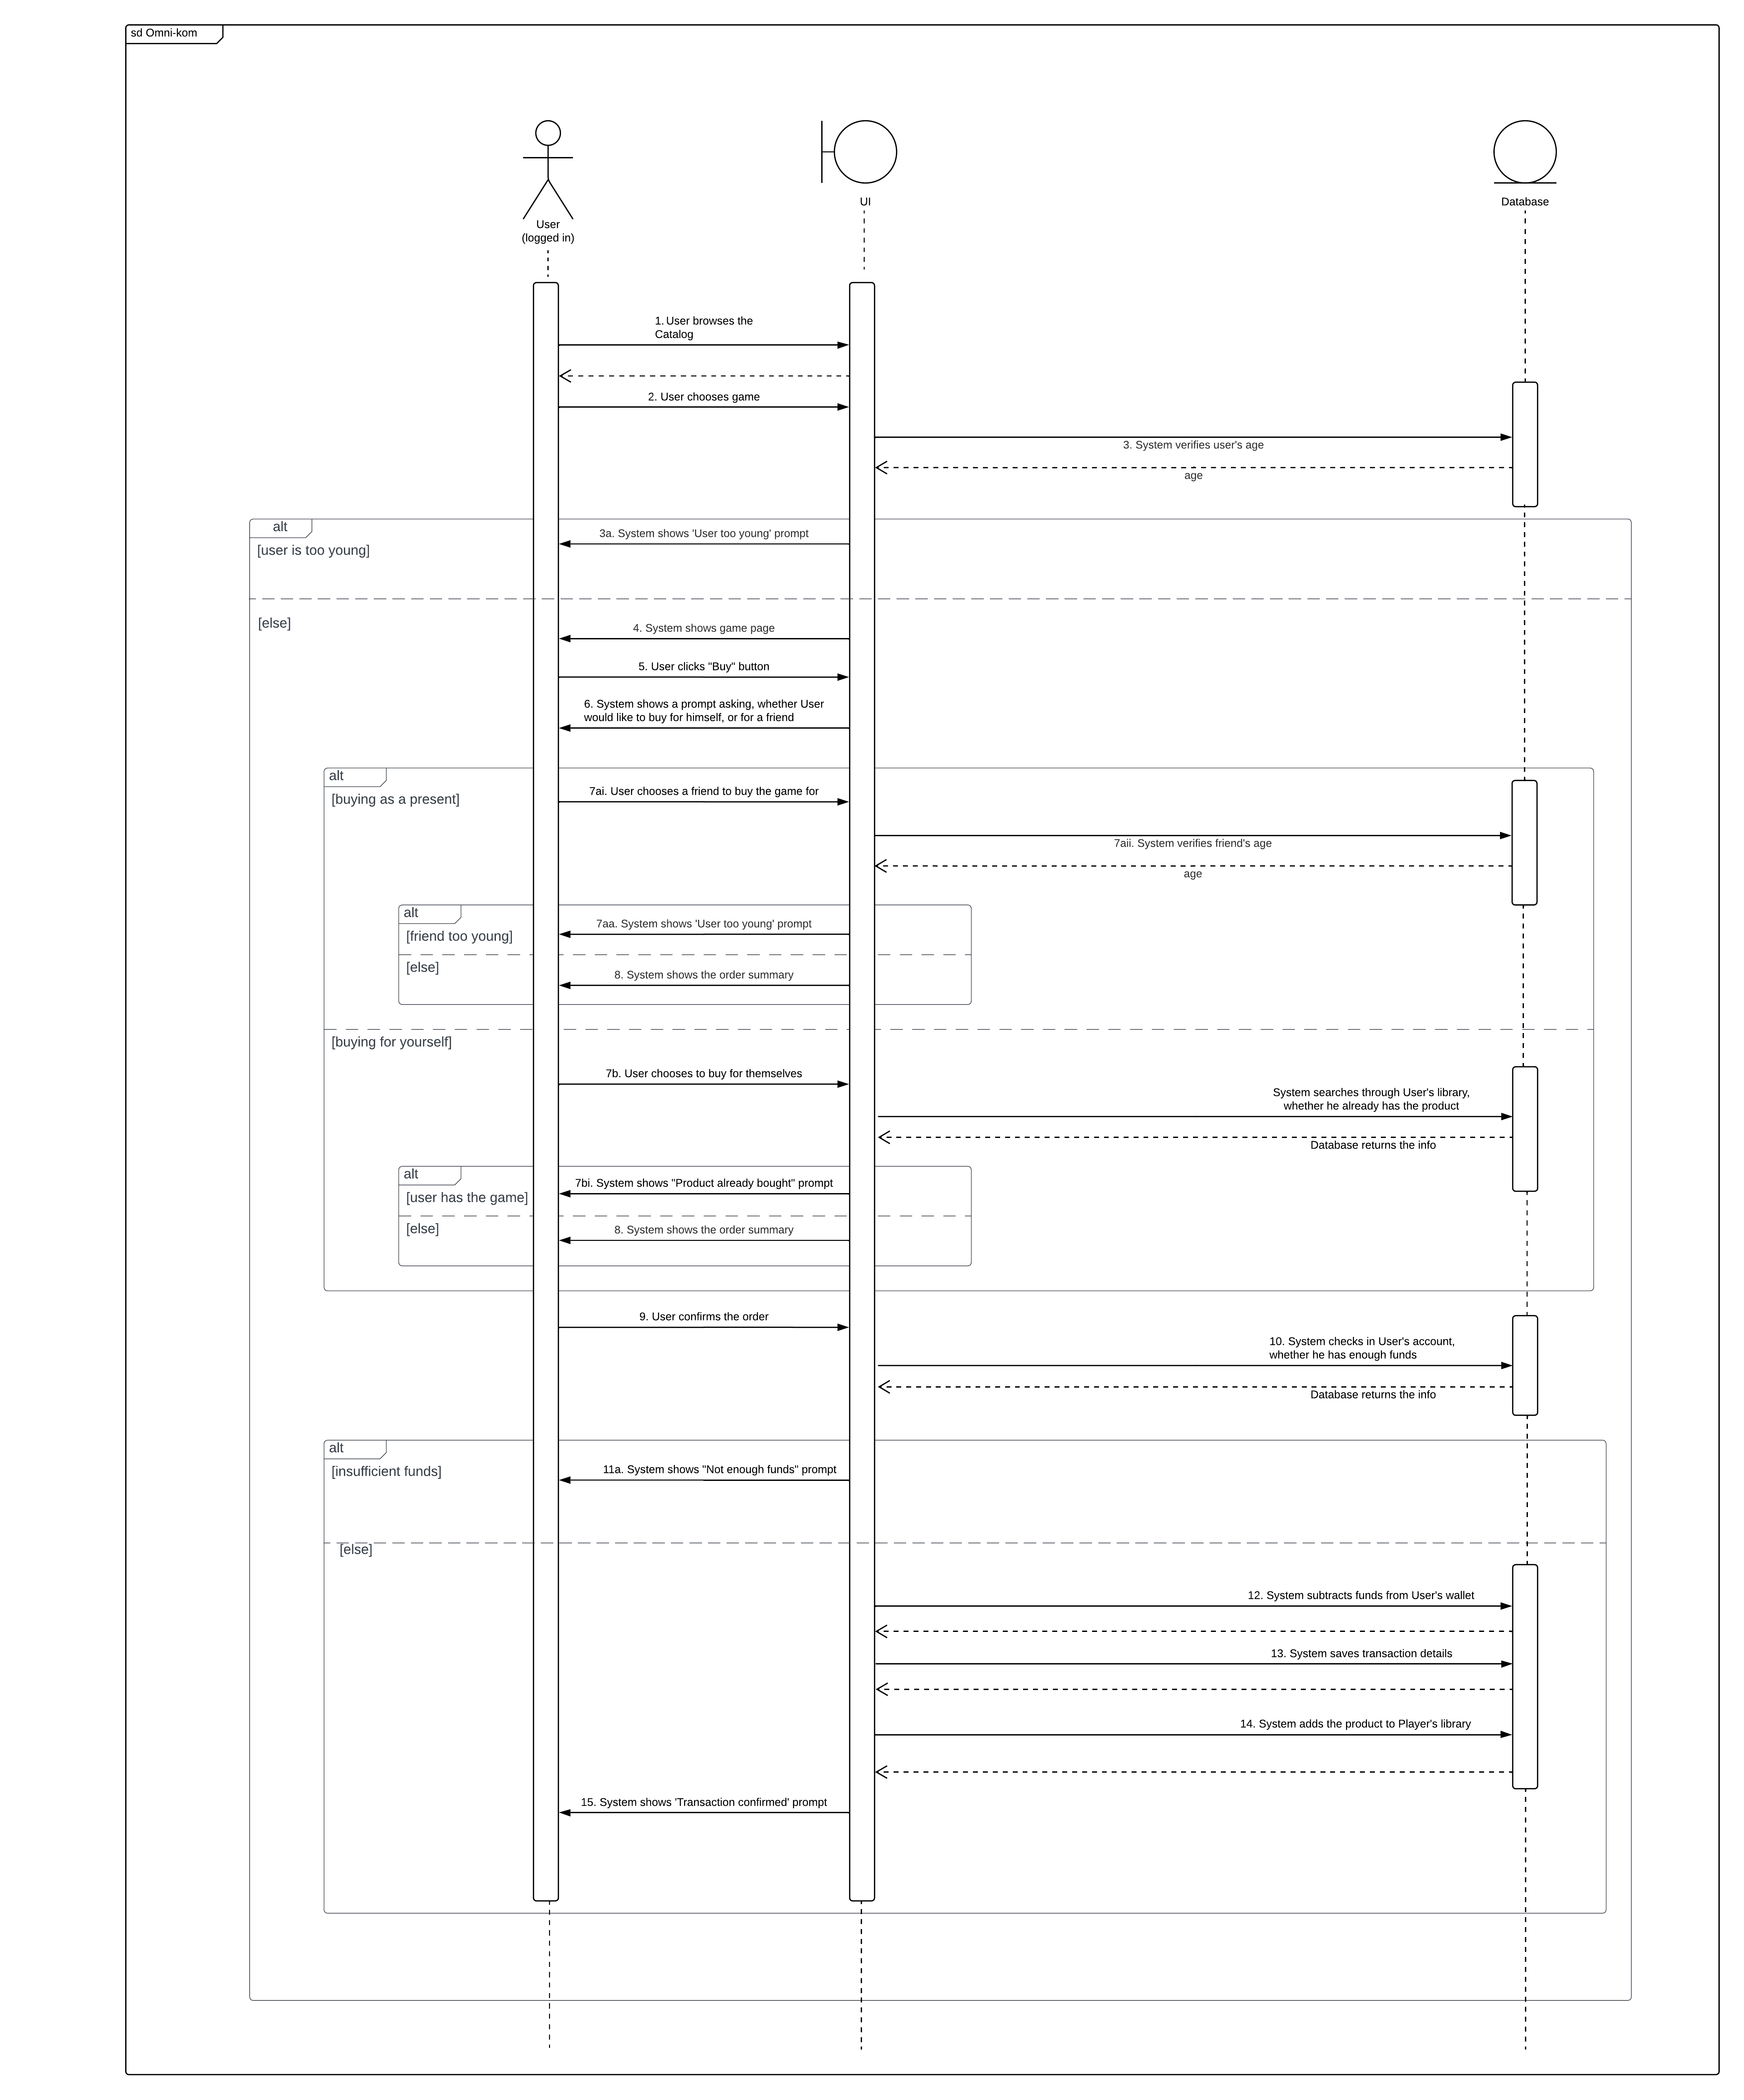 sd Omni-kom
UI
Database
User
(logged in)
1. User browses the
Catalog
2. User chooses game
3. System verifies user's age
age
alt
3a. System shows 'User too young' prompt
[user is too young]
[else]
4. System shows game page
5. User clicks "Buy" button
6. System shows a prompt asking, whether User
would like to buy for himself, or for a friend
alt
[buying as a present]
7ai. User chooses a friend to buy the game for
7aii. System verifies friend's age
age
alt
7aa. System shows 'User too young' prompt
[friend too young]
[else]
8. System shows the order summary
[buying for yourself]
7b. User chooses to buy for themselves
System searches through User's library,
whether he already has the product
Database returns the info
alt
7bi. System shows "Product already bought" prompt
[user has the game]
[else]
8. System shows the order summary
9. User confirms the order
10. System checks in User's account,
whether he has enough funds
Database returns the info
alt
[insufficient funds]
11a. System shows "Not enough funds" prompt
[else]
12. System subtracts funds from User's wallet
13. System saves transaction details
14. System adds the product to Player's library
15. System shows 'Transaction confirmed' prompt